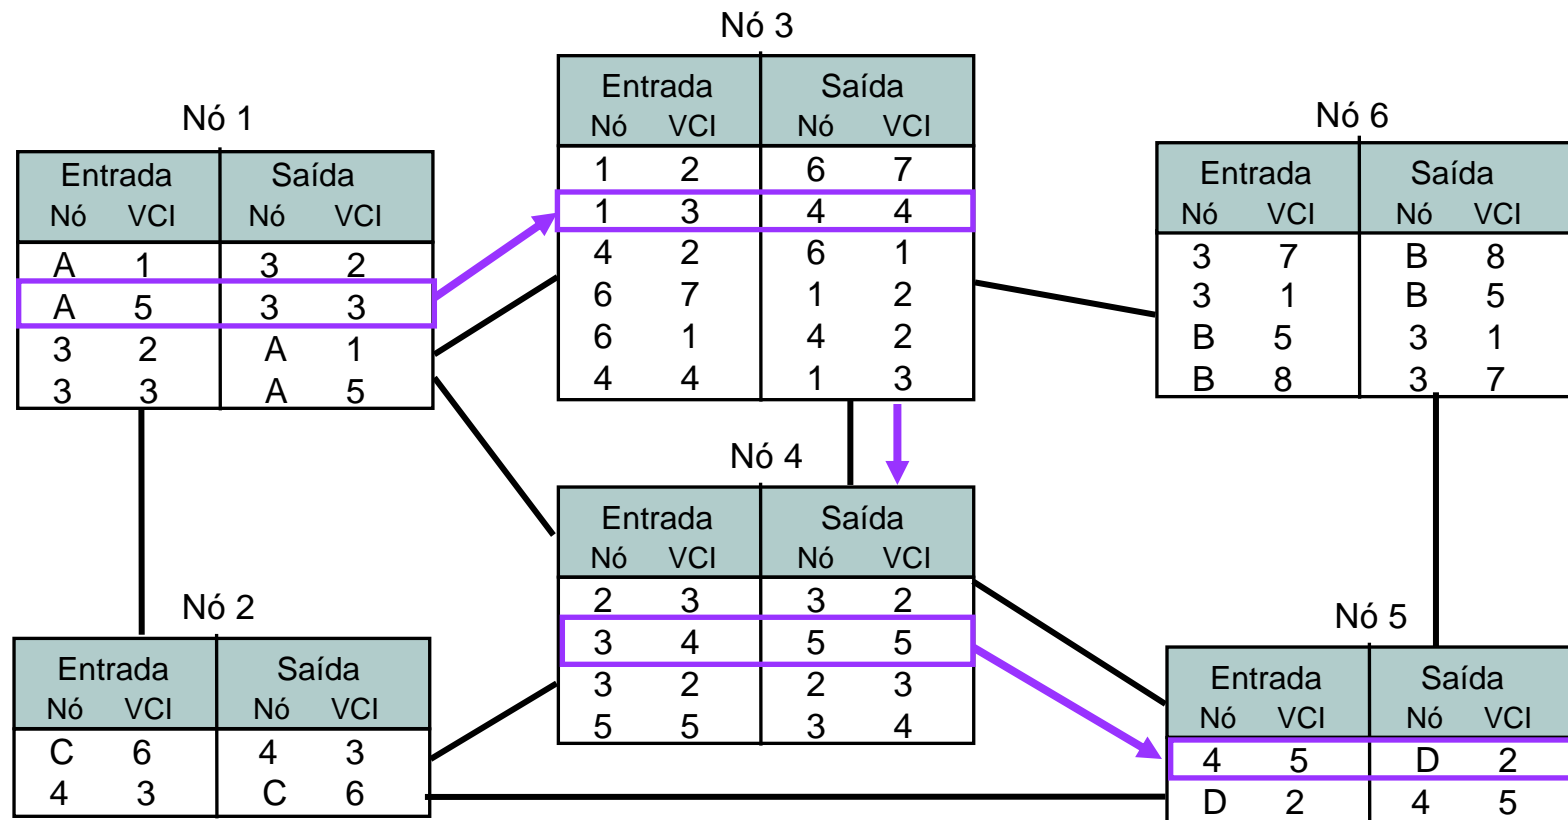 Nó 1
Entrada Saída
Nó VCI Nó VCI
A 1 3 2
A 5 3 3
3 2 A 1
3 3 A 5
Nó 3
Entrada Saída
Nó VCI Nó VCI
1 2 6 7
1 3 4 4
4 2 6 1
6 7 1 2
6 1 4 2
4 4 1 3
Nó 6
Entrada Saída
Nó VCI Nó VCI
3 7 B 8
3 1 B 5
B 5 3 1
B 8 3 7
Nó 2
Entrada Saída
Nó VCI Nó VCI
C 6 4 3
4 3 C 6
Nó 4
Entrada Saída
Nó VCI Nó VCI
2 3 3 2
3 4 5 5
3 2 2 3
5 5 3 4
Nó 5
Entrada Saída
Nó VCI Nó VCI
4 5 D 2
D 2 4 5